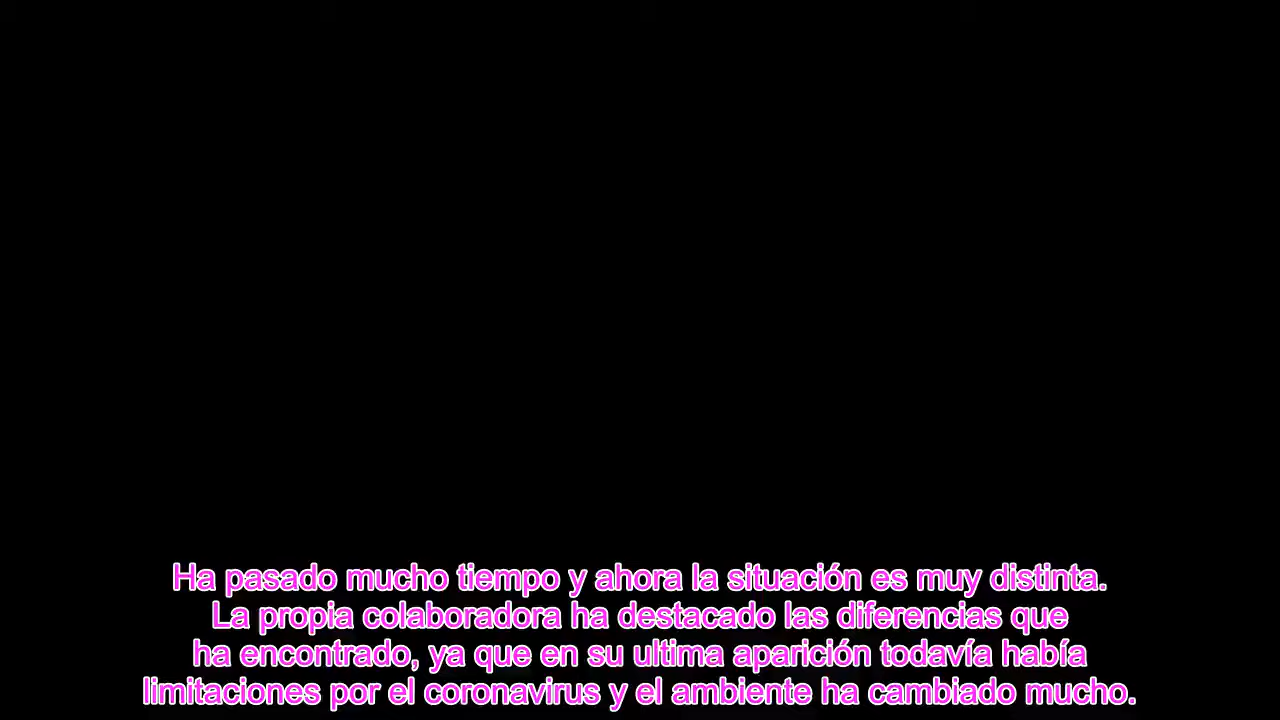 Ha pasado mucho tiempo y ahora la situación es muy distinta.
La propia colaboradora ha destacado las diferencias que
ha encontrado, ya que en su ultima aparición todavía había
limitaciones por el coronavirus y el ambiente ha cambiado mucho.